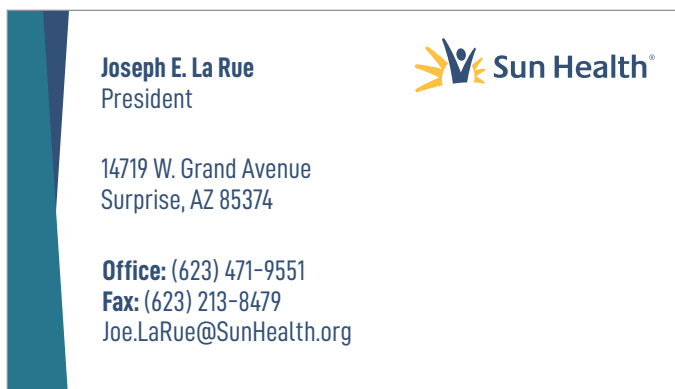 Joseph E. La Rue
President
Sun Health®
14719 W. Grand Avenue
Surprise, AZ 85374
Office: (623) 471-9551
Fax: (623) 213-8479
Joe.LaRue@SunHealth.org